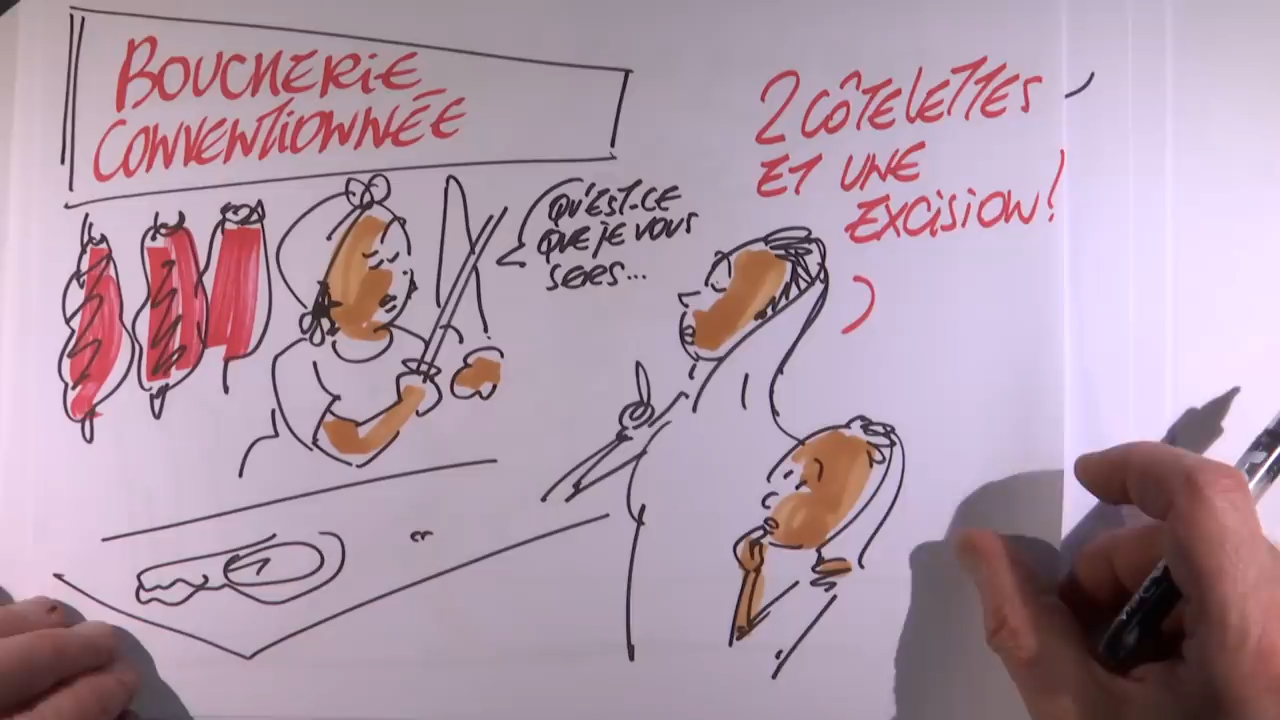 BOUCHERIE
CONVENTIONNÉE
QU'EST-CE
QUE JE VOUS
SERS...
2 CÔTELETTES
ET UNE
EXCISION!